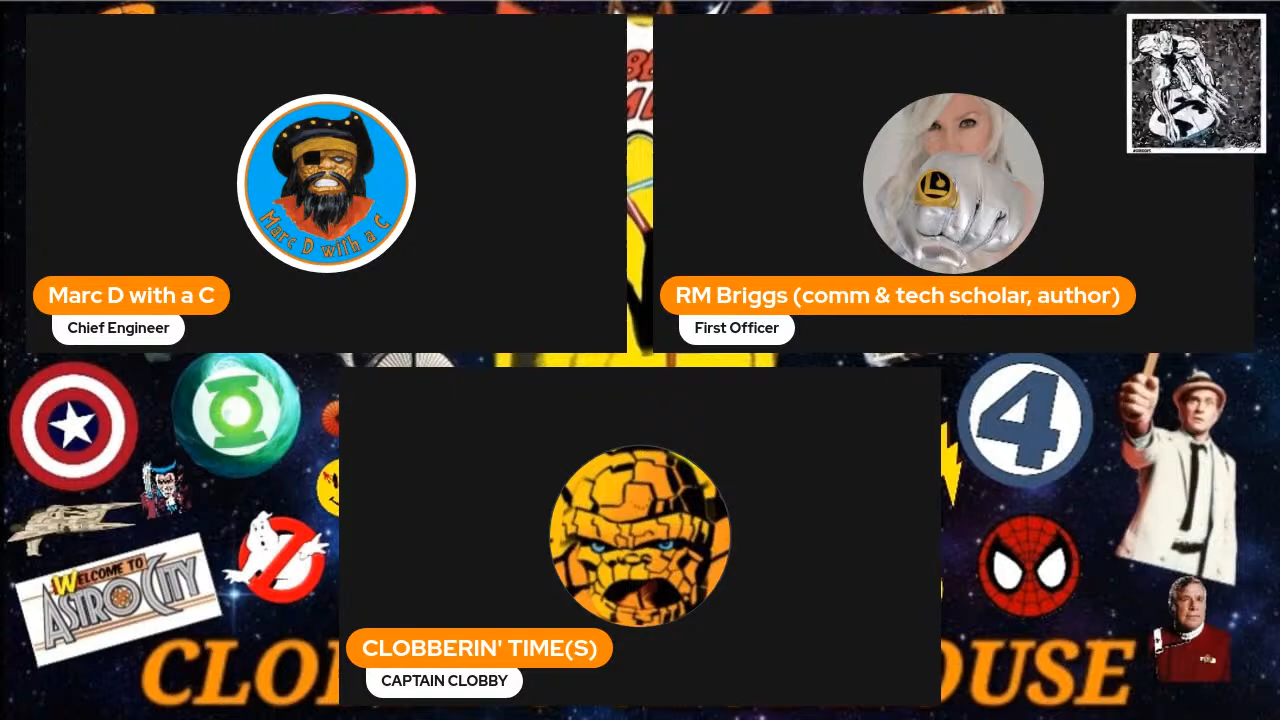 Marc D with a C
Marc D with a C
Chief Engineer
RM Briggs (comm & tech scholar, author)
First Officer
4
WELCOME TO
ASTRO CITY
CLOBBERIN' TIME(S)
CAPTAIN CLOBBY
CLO
OUSE